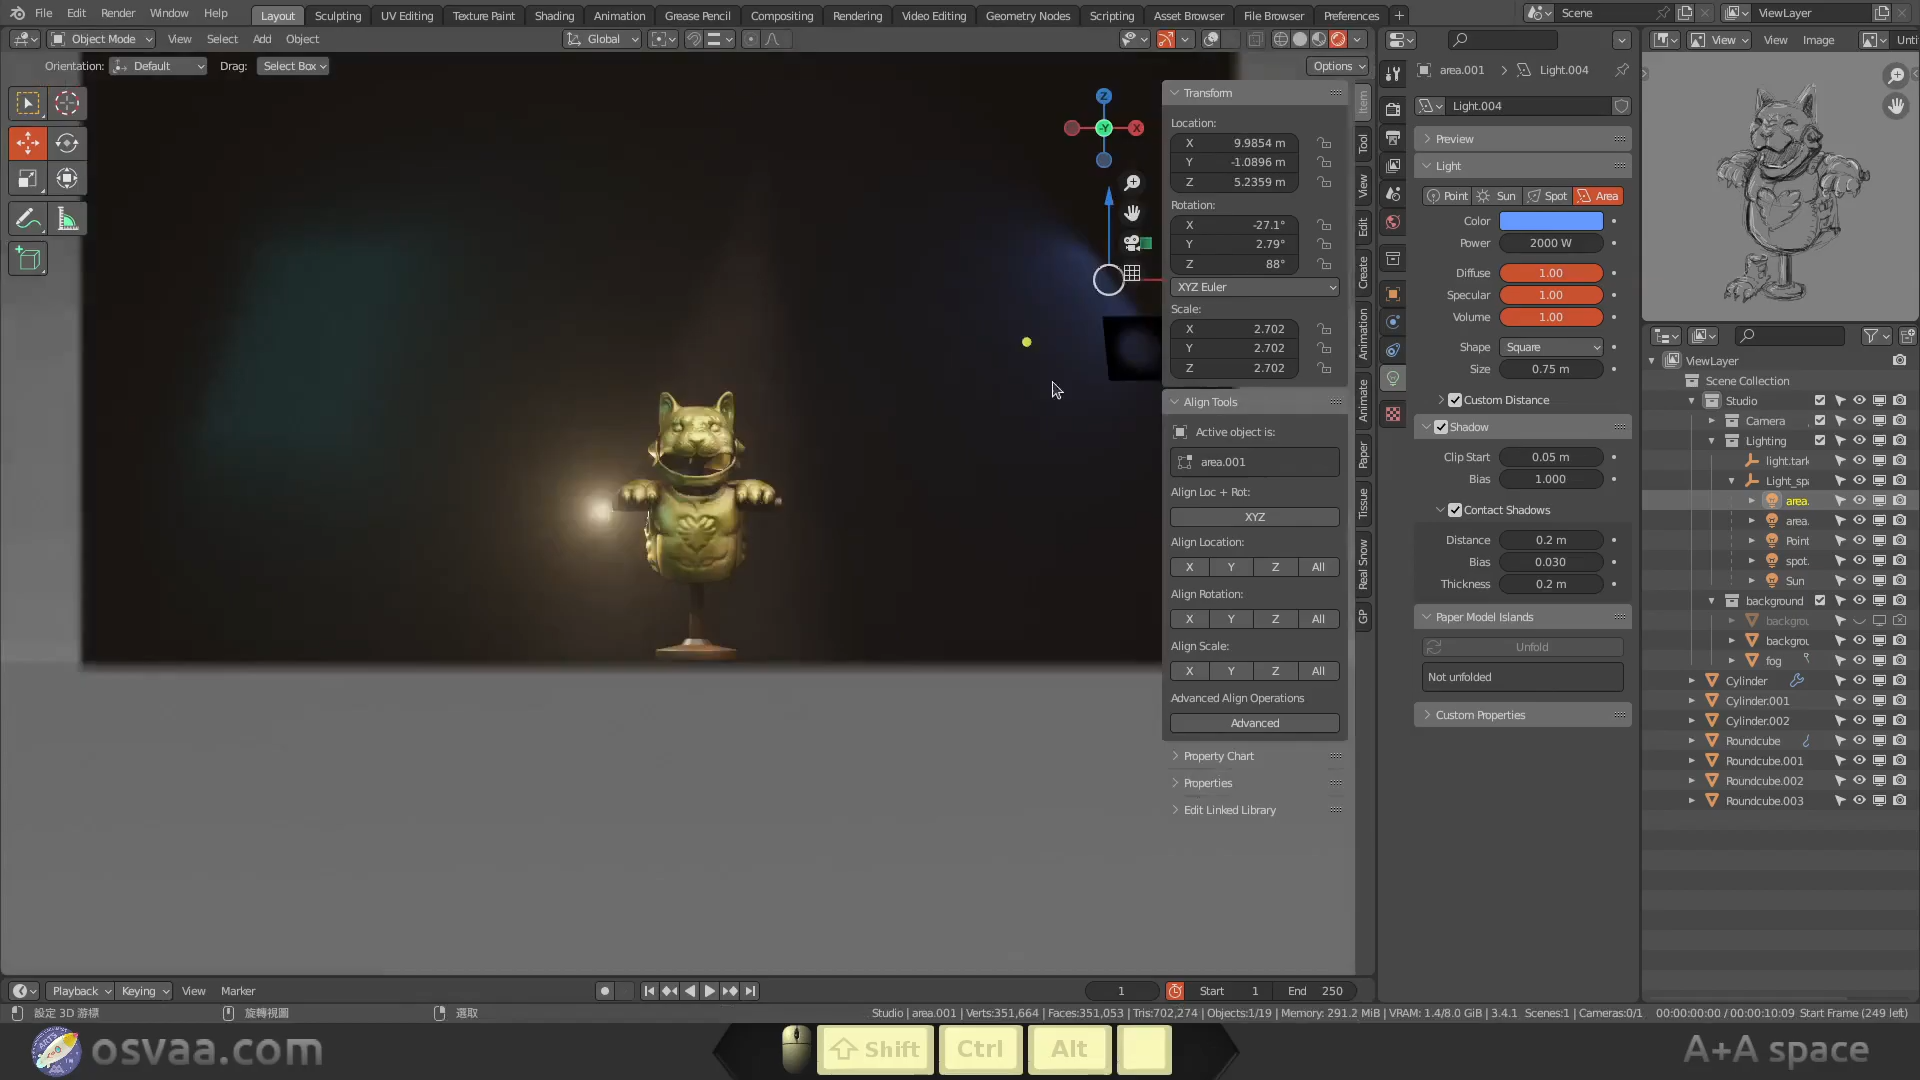 File Edit Render Window Help Layout Sculpting UV Editing Texture Paint Shading Animation Grease Pencil Compositing Rendering Video Editing Geometry Nodes Scripting Asset Browser File Browser Preferences + Scene ViewLayer
Object Mode View Select Add Object Global View View Image Unti
Orientation: Default Drag: Select Box Options
area.001 > Light.004
Light.004
Transform
Location:
X 9.9854 m
Y -1.0896 m
Z 5.2359 m
Rotation:
X -27.1°
Y 2.79°
Z 88°
XYZ Euler
Scale:
X 2.702
Y 2.702
Z 2.702
Align Tools
Active object is:
area.001
Align Loc + Rot:
XYZ
Align Location:
X Y Z All
Align Rotation:
X Y Z All
Align Scale:
X Y Z All
Advanced Align Operations
Advanced
Property Chart
Properties
Edit Linked Library
Item
Tool
View
Edit
Create
Animation
Animate
Paper
Tissue
Real Snow
GP
Z
-Y X
Preview
Light
Point Sun Spot Area
Color
Power 2000 W
Diffuse 1.00
Specular 1.00
Volume 1.00
Shape Square
Size 0.75 m
Custom Distance
Shadow
Clip Start 0.05 m
Bias 1.000
Contact Shadows
Distance 0.2 m
Bias 0.030
Thickness 0.2 m
Paper Model Islands
Unfold
Not unfolded
Custom Properties
ViewLayer
Scene Collection
Studio
Camera
Lighting
light.tark
Light_spa
area.
area.
Point
spot.
Sun
background
backgrou
backgrou
fog
Cylinder
Cylinder.001
Cylinder.002
Roundcube
Roundcube.001
Roundcube.002
Roundcube.003
Playback Keying View Marker 1 Start 1 End 250
設定 3D 游標 旋轉視圖 選取 Studio | area.001 | Verts:351,664 | Faces:351,053 | Tris:702,274 | Objects:1/19 | Memory: 291.2 MiB | VRAM: 1.4/8.0 GiB | 3.4.1 Scenes:1 | Cameras:0/1 00:00:00:00 / 00:00:10:09 Start Frame (249 left)
osvaa.com Shift Ctrl Alt A+A space